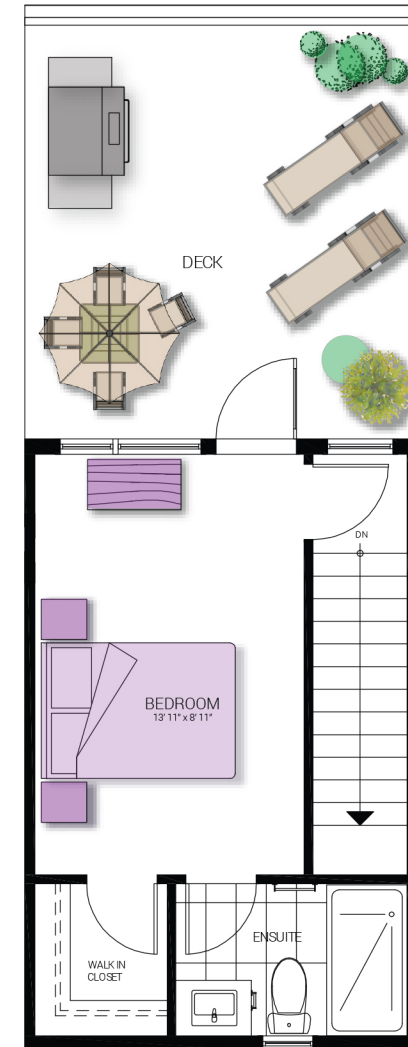 DECK
DN
BEDROOM
13' 11" x 8' 11"
ENSUITE
WALK IN
CLOSET